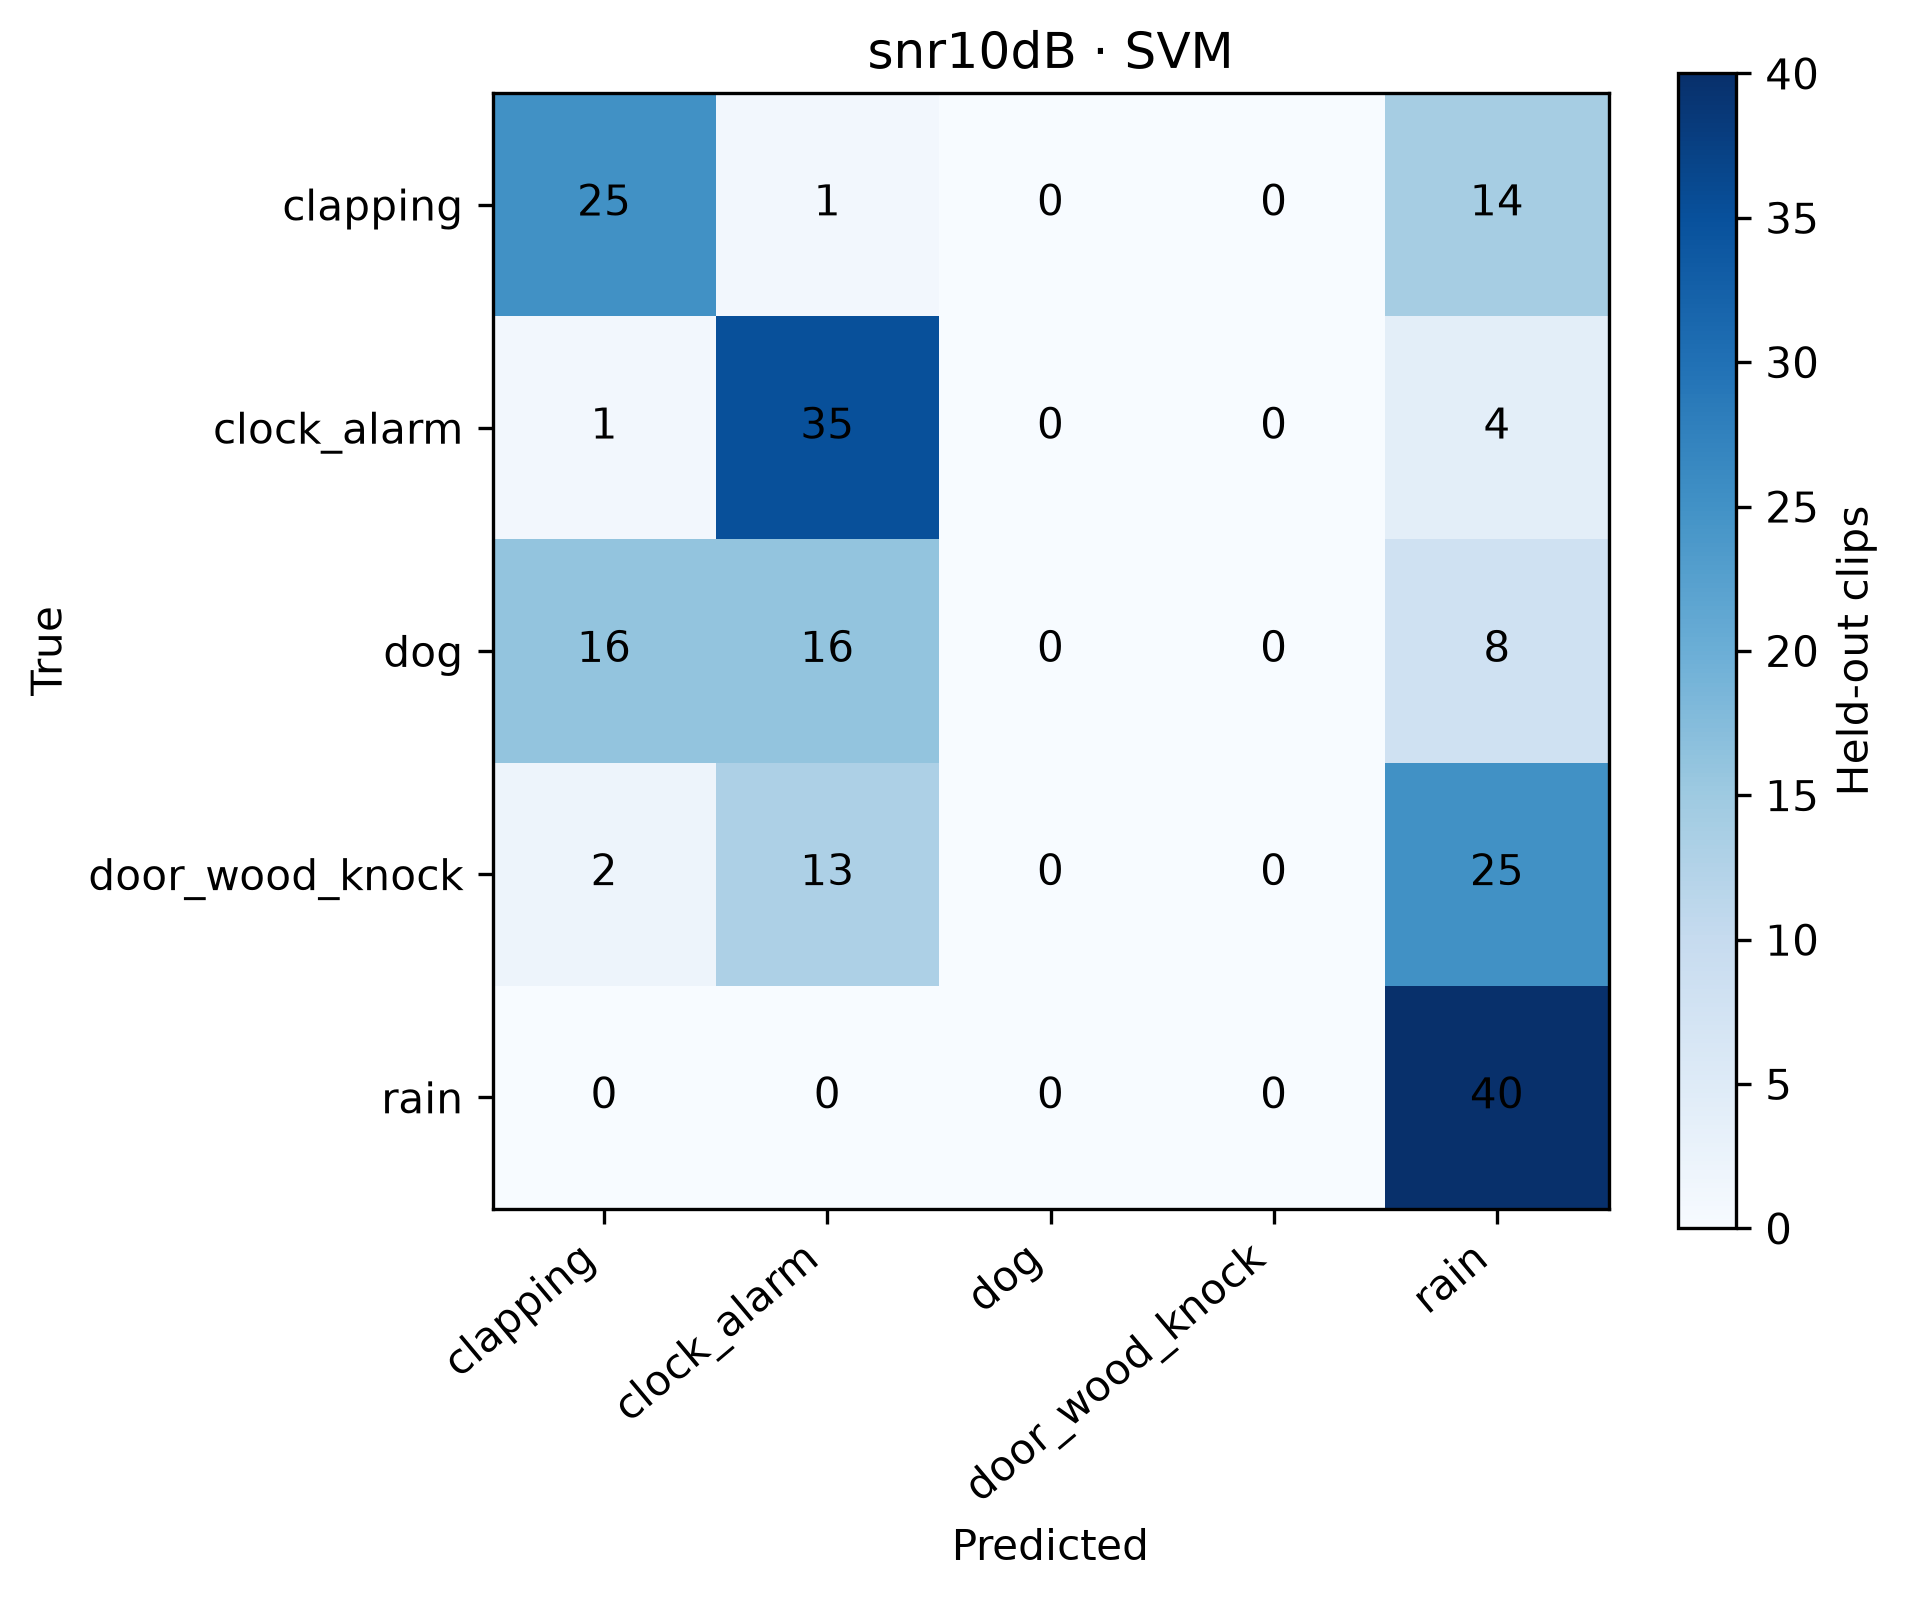 snr10dB · SVM
True
clapping 25 1 0 0 14
clock_alarm 1 35 0 0 4
dog 16 16 0 0 8
door_wood_knock 2 13 0 0 25
rain 0 0 0 0 40
clapping clock_alarm dog door_wood_knock rain
Predicted
40
35
30
25
20
15
10
5
0
Held-out clips